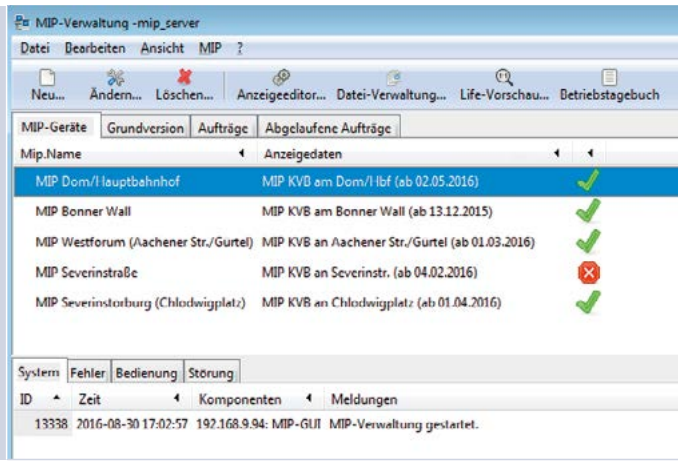 MIP-Verwaltung -mip_server
Datei Bearbeiten Ansicht MIP ?
Neu... Ändern... Löschen... Anzeigeeditor... Datei-Verwaltung... Life-Vorschau... Betriebstagebuch
MIP-Geräte Grundversion Aufträge Abgelaufene Aufträge
Mip.Name Anzeigedaten
MIP Dom/Hauptbahnhof MIP KVB am Dom/Hbf (ab 02.05.2016)
MIP Bonner Wall MIP KVB am Bonner Wall (ab 13.12.2015)
MIP Westforum (Aachener Str./Gürtel) MIP KVB an Aachener Str./Gürtel (ab 01.03.2016)
MIP Severinstraße MIP KVB an Severinstr. (ab 04.02.2016)
MIP Severinstorburg (Chlodwigplatz) MIP KVB an Chlodwigplatz (ab 01.04.2016)
System Fehler Bedienung Störung
ID Zeit Komponenten Meldungen
13338 2016-08-30 17:02:57 192.168.9.94: MIP-GUI MIP-Verwaltung gestartet.